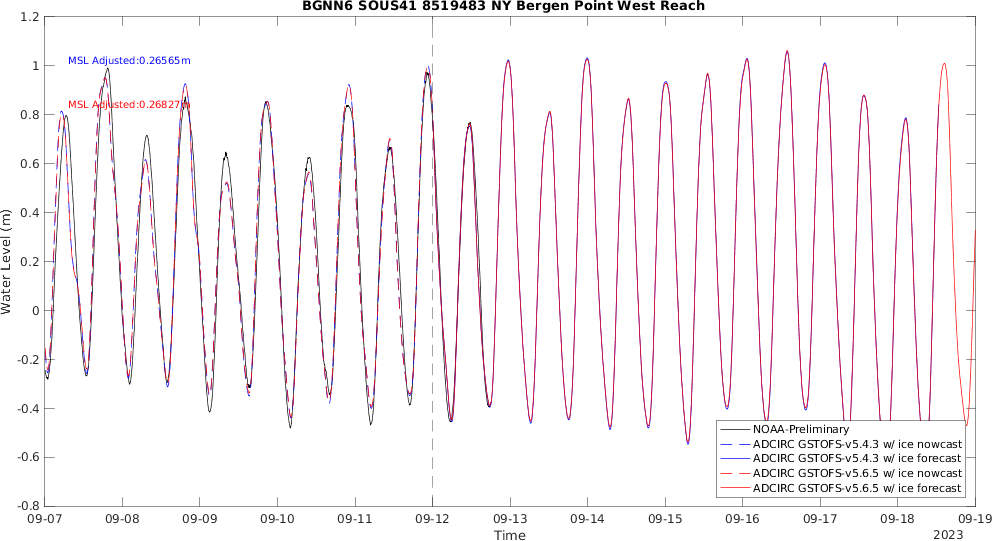 BGNN6 SOUS41 8519483 NY Bergen Point West Reach
1.2
1
0.8
0.6
0.4
0.2
0
-0.2
-0.4
-0.6
-0.8
Water Level (m)
MSL Adjusted:0.26565m
MSL Adjusted:0.26827m
NOAA-Preliminary
ADCIRC GSTOFS-v5.4.3 w/ ice nowcast
ADCIRC GSTOFS-v5.4.3 w/ ice forecast
ADCIRC GSTOFS-v5.6.5 w/ ice nowcast
ADCIRC GSTOFS-v5.6.5 w/ ice forecast
09-07 09-08 09-09 09-10 09-11 09-12 09-13 09-14 09-15 09-16 09-17 09-18 09-19
Time
2023